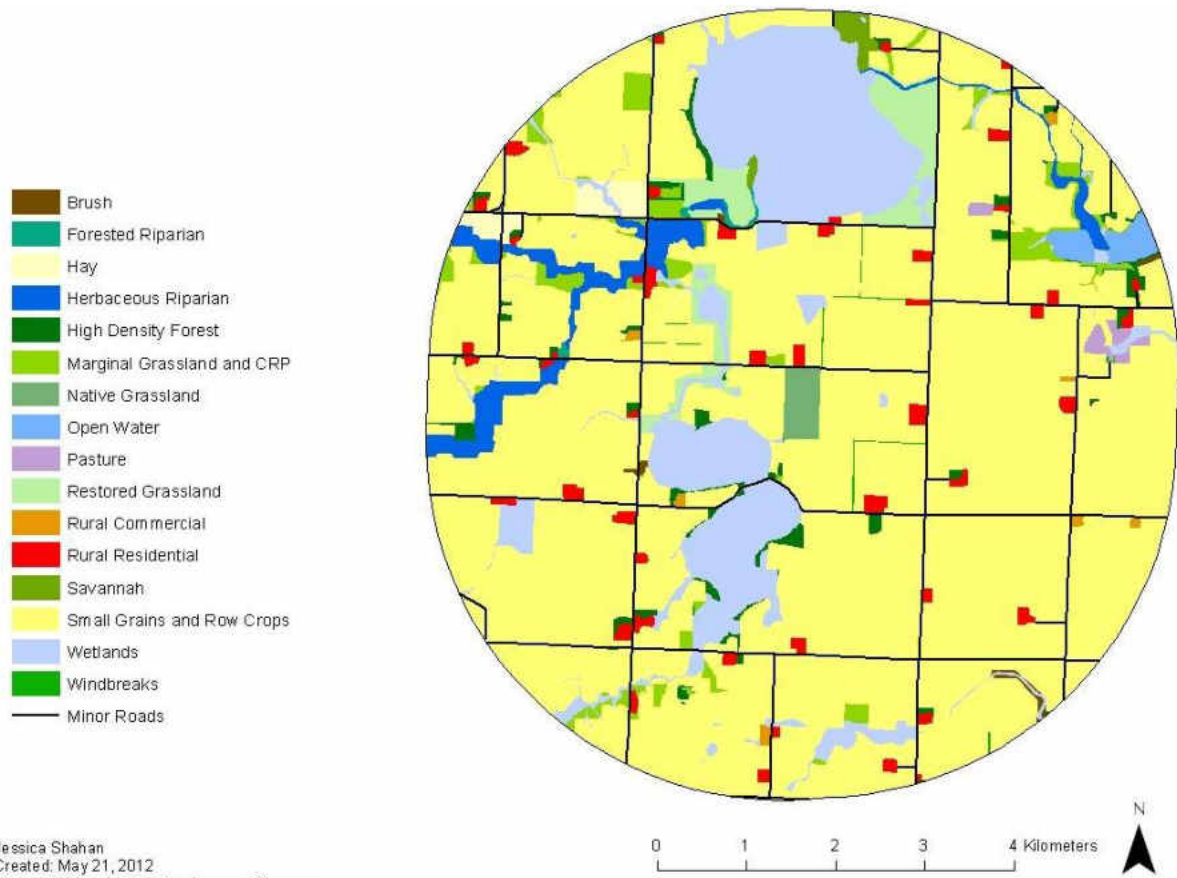 Brush
Forested Riparian
Hay
Herbaceous Riparian
High Density Forest
Marginal Grassland and CRP
Native Grassland
Open Water
Pasture
Restored Grassland
Rural Commercial
Rural Residential
Savannah
Small Grains and Row Crops
Wetlands
Windbreaks
Minor Roads
essica Shahan
Created: May 21, 2012
0 1 2 3 4 Kilometers
N